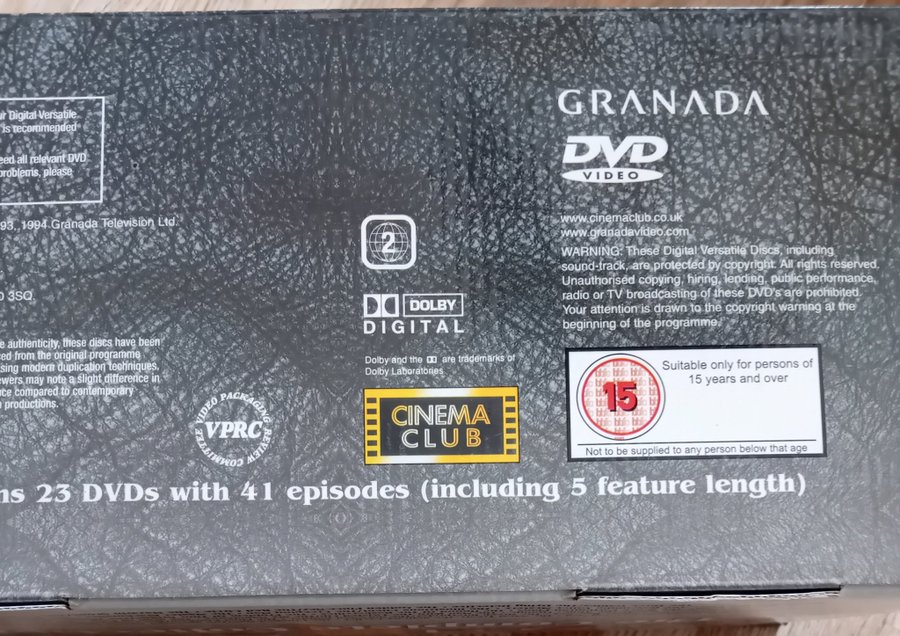 r Digital Versatile
is recommended
eed all relevant DVD
problems, please
93, 1994 Granada Television Ltd.
0 3SQ.
e authenticity, these discs have been
ced from the original programme
sing modern duplication techniques.
ewers may note a slight difference in
nce compared to contemporary
n productions.
VIDEO PACKAGING REVIEW COMMITTEE
VPRC
2
DOLBY
DIGITAL
Dolby and the DD are trademarks of
Dolby Laboratories
CINEMA
CLUB
GRANADA
DVD
VIDEO
www.cinemaclub.co.uk
www.granadavideo.com
WARNING: These Digital Versatile Discs, including
sound-track, are protected by copyright. All rights reserved.
Unauthorised copying, hiring, lending, public performance,
radio or TV broadcasting of these DVD's are prohibited.
Your attention is drawn to the copyright warning at the
beginning of the programme.
15
Suitable only for persons of
15 years and over
Not to be supplied to any person below that age
ns 23 DVDs with 41 episodes (including 5 feature length)